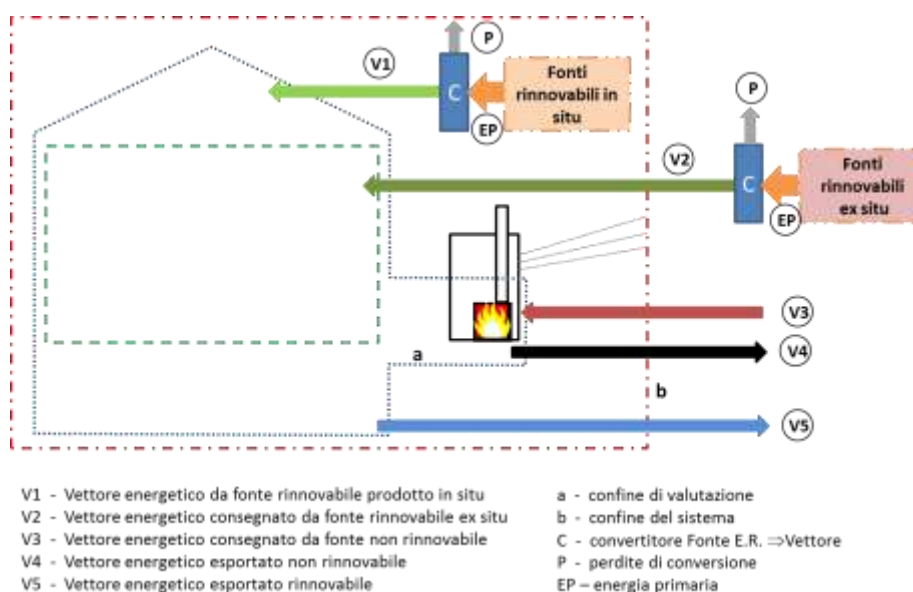 P
V1
Fonti
rinnovabili in
situ
C
EP
P
V2
Fonti
rinnovabili
ex situ
C
EP
V3
a
V4
b
V5
V1 - Vettore energetico da fonte rinnovabile prodotto in situ
V2 - Vettore energetico consegnato da fonte rinnovabile ex situ
V3 - Vettore energetico consegnato da fonte non rinnovabile
V4 - Vettore energetico esportato non rinnovabile
V5 - Vettore energetico esportato rinnovabile
a - confine di valutazione
b - confine del sistema
C - convertitore Fonte E.R. ⇒Vettore
P - perdite di conversione
EP – energia primaria